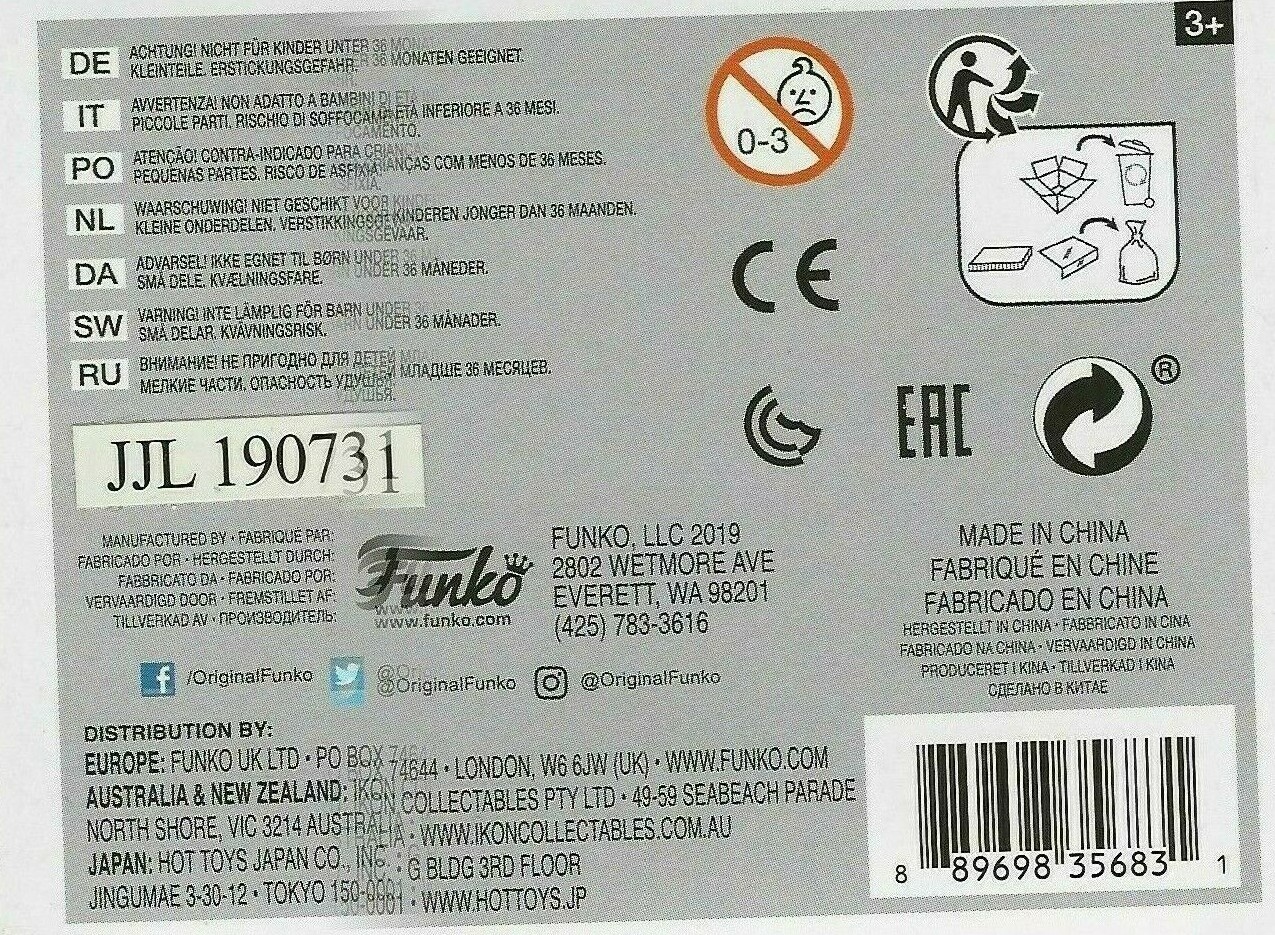 3+
DE
ACHTUNG! NICHT FÜR KINDER UNTER 36 MONATEN GEEIGNET.
KLEINTEILE. ERSTICKUNGSGEFAHR.
IT
AVVERTENZA! NON ADATTO A BAMBINI DI ETÀ INFERIORE A 36 MESI.
PICCOLE PARTI. RISCHIO DI SOFFOCAMENTO.
PO
ATENÇÃO! CONTRA-INDICADO PARA CRIANÇAS COM MENOS DE 36 MESES.
PEQUENAS PARTES. RISCO DE ASFIXIA.
NL
WAARSCHUWING! NIET GESCHIKT VOOR KINDEREN JONGER DAN 36 MAANDEN.
KLEINE ONDERDELEN. VERSTIKKINGSGEVAAR.
DA
ADVARSEL! IKKE EGNET TIL BØRN UNDER 36 MÅNEDER.
SMÅ DELE. KVÆLNINGSFARE.
SW
VARNING! INTE LÄMPLIG FÖR BARN UNDER 36 MÅNADER.
SMÅ DELAR. KVÄVNINGSRISK.
RU
ВНИМАНИЕ! НЕ ПРИГОДНО ДЛЯ ДЕТЕЙ МЛАДШЕ 36 МЕСЯЦЕВ.
МЕЛКИЕ ЧАСТИ. ОПАСНОСТЬ УДУШЬЯ.
0-3
CE
EAC
®
JJL 190731
MANUFACTURED BY • FABRIQUÉ PAR:
FABRICADO POR • HERGESTELLT DURCH:
FABBRICATO DA • FABRICADO POR:
VERVAARDIGD DOOR • FREMSTILLET AF:
TILLVERKAD AV • ПРОИЗВОДИТЕЛЬ:
Funko
www.funko.com
FUNKO, LLC 2019
2802 WETMORE AVE
EVERETT, WA 98201
(425) 783-3616
MADE IN CHINA
FABRIQUÉ EN CHINE
FABRICADO EN CHINA
HERGESTELLT IN CHINA • FABBRICATO IN CINA
FABRICADO NA CHINA • VERVAARDIGD IN CHINA
PRODUCERET I KINA • TILLVERKAD I KINA
СДЕЛАНО В КИТАЕ
f /OriginalFunko @OriginalFunko @OriginalFunko
DISTRIBUTION BY:
EUROPE: FUNKO UK LTD • PO BOX 74644 • LONDON, W6 6JW (UK) • WWW.FUNKO.COM
AUSTRALIA & NEW ZEALAND: IKON COLLECTABLES PTY LTD • 49-59 SEABEACH PARADE
NORTH SHORE, VIC 3214 AUSTRALIA • WWW.IKONCOLLECTABLES.COM.AU
JAPAN: HOT TOYS JAPAN CO., INC. • G BLDG 3RD FLOOR
JINGUMAE 3-30-12 • TOKYO 150-0001 • WWW.HOTTOYS.JP
8 89698 35683 1